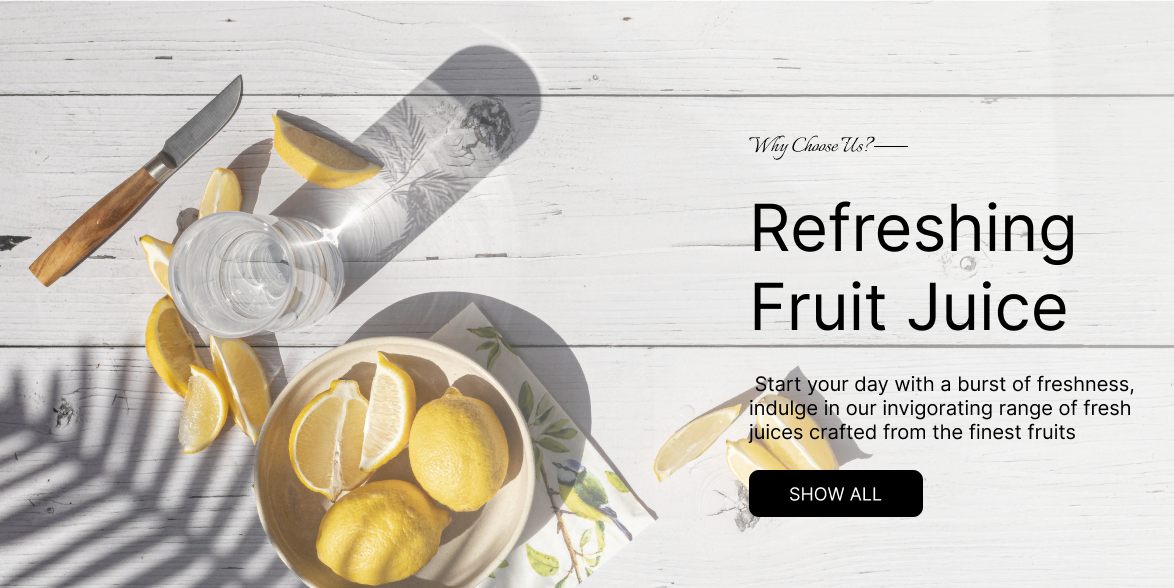 Why Choose Us?
Refreshing
Fruit Juice
Start your day with a burst of freshness,
indulge in our invigorating range of fresh
juices crafted from the finest fruits
SHOW ALL